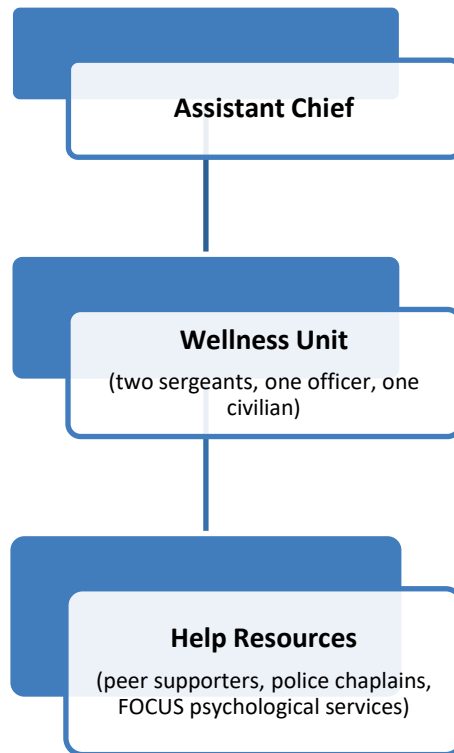 Assistant Chief
Wellness Unit
(two sergeants, one officer, one
civilian)
Help Resources
(peer supporters, police chaplains,
FOCUS psychological services)